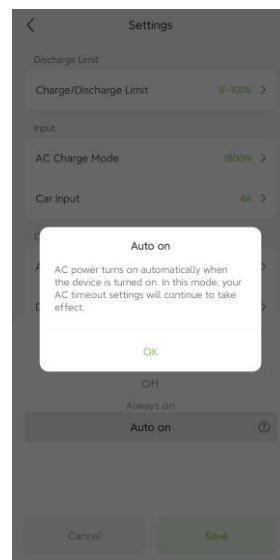 Settings
Discharge Limit
Charge/Discharge Limit 0~100%
Input
AC Charge Mode 1800W
Car Input 8A
Auto on
AC power turns on automatically when
the device is turned on. In this mode, your
AC timeout settings will continue to take
effect.
OK
Off
Always on
Auto on
Cancel Save